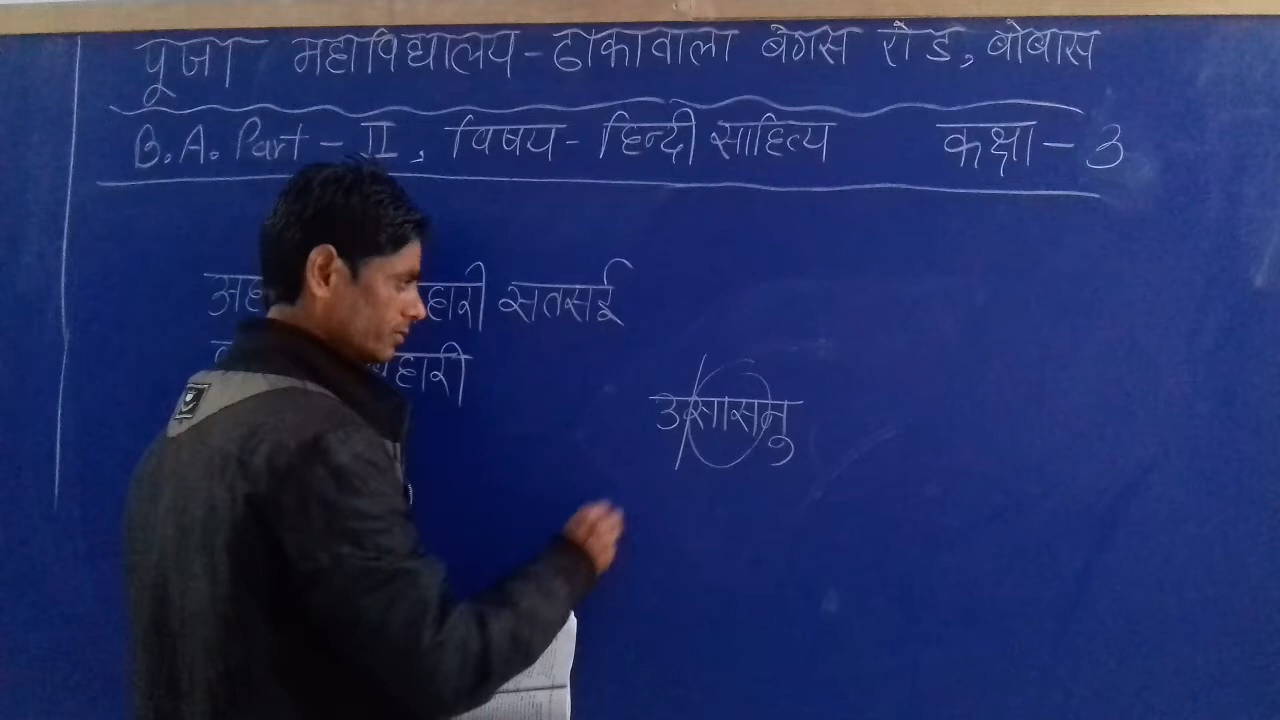 पूजा महाविद्यालय - ढाकावाला बेगस रोड, बोबास
B.A. Part - II, विषय - हिन्दी साहित्य कक्षा - 3
सतसई
उसासनु